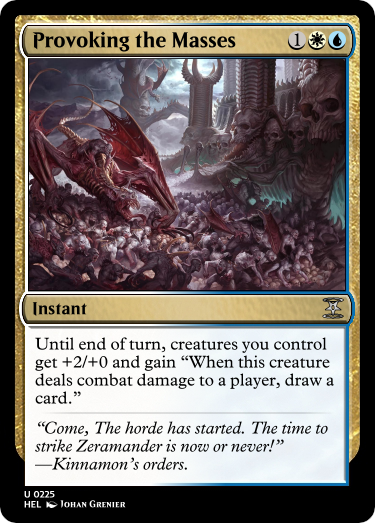 Provoking the Masses 1
Instant
Until end of turn, creatures you control
get +2/+0 and gain “When this creature
deals combat damage to a player, draw a
card.”
“Come, The horde has started. The time to
strike Zeramander is now or never!”
—Kinnamon’s orders.
U 0225
HEL Johan Grenier